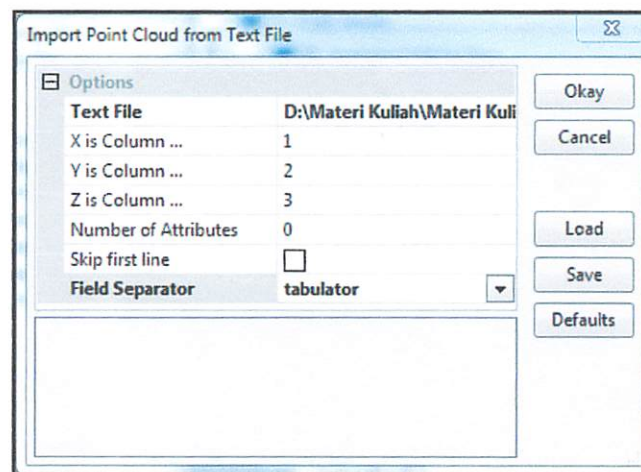 Import Point Cloud from Text File
Options
Text File D:\Materi Kuliah\Materi Kuli
X is Column ... 1
Y is Column ... 2
Z is Column ... 3
Number of Attributes 0
Skip first line
Field Separator tabulator
Okay
Cancel
Load
Save
Defaults